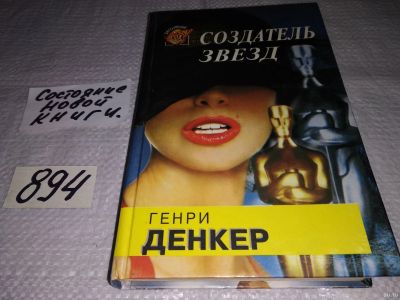 СОЗДАТЕЛЬ
ЗВЕЗД
Состояние
новой
книги.
894
ГЕНРИ
ДЕНКЕР